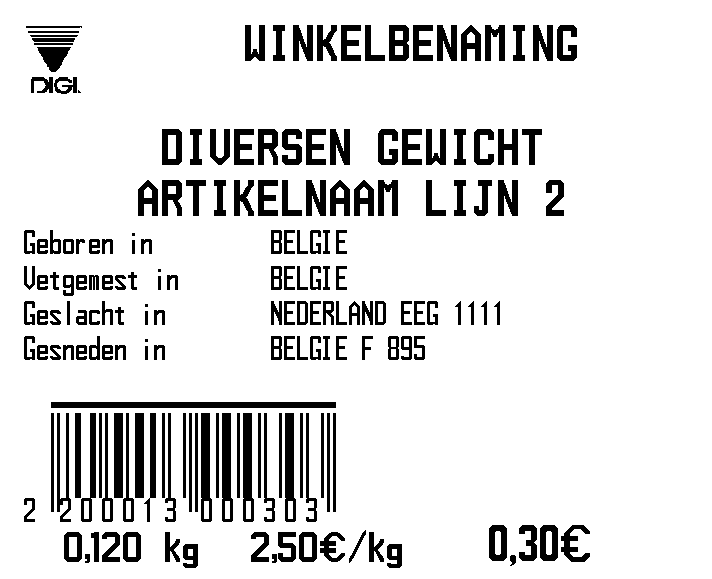 DIGI.
WINKELBENAMING
DIVERSEN GEWICHT
ARTIKELNAAM LIJN 2
Geboren in BELGIE
Vetgemest in BELGIE
Geslacht in NEDERLAND EEG 1111
Gesneden in BELGIE F 895
2 200013 000303
0,120 kg 2,50€/kg 0,30€